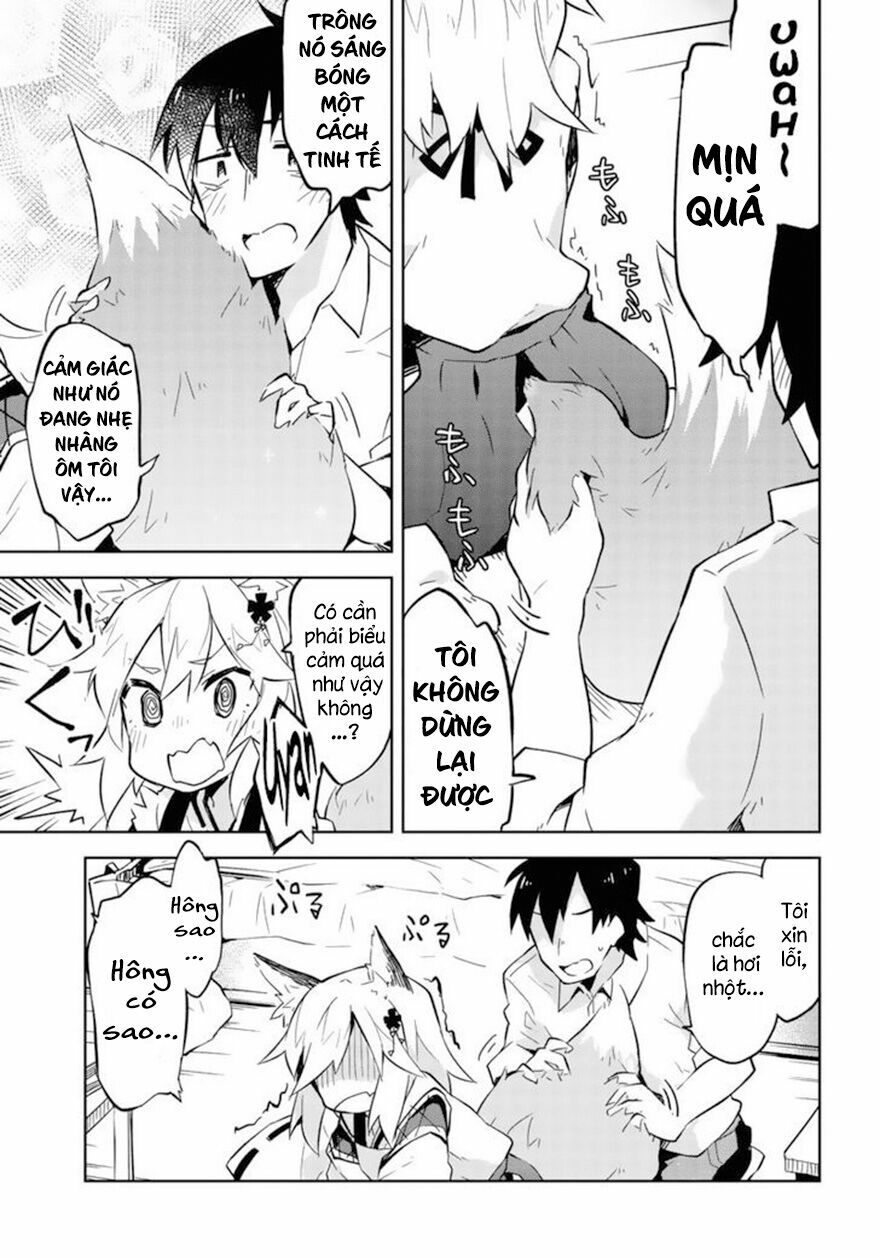 UWAH~
MỊN
QUÁ
もふ
もふ
もふ
もふ
TÔI
KHÔNG
DỪNG
LẠI
ĐƯỢC
TRÔNG
NÓ SÁNG
BÓNG
MỘT
CÁCH
TINH TẾ
CẢM GIÁC
NHƯ NÓ
ĐANG NHẸ
NHÀNG
ÔM TÔI
VẬY...
Có cần
phải biểu
cảm quá
như vậy
không
...?
Uyan
びくっ
Tôi
xin
lỗi,
chắc
là hơi
nhột...
ぷる
ぷる
Hông
sao
...
Hông
có
sao...